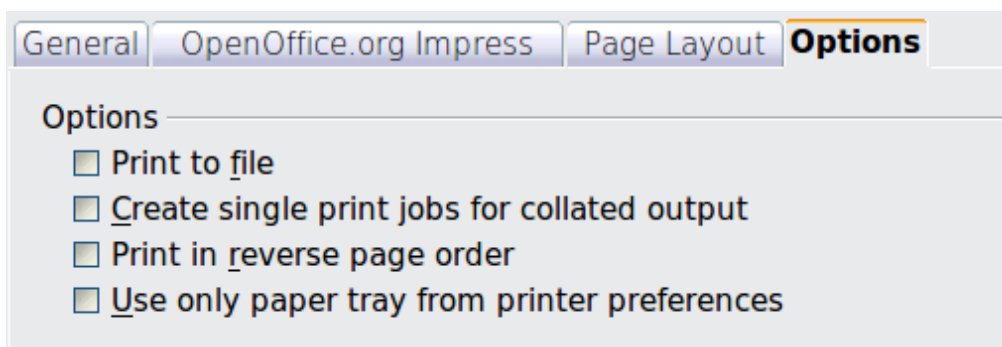 General OpenOffice.org Impress Page Layout Options
Options
Print to file
Create single print jobs for collated output
Print in reverse page order
Use only paper tray from printer preferences